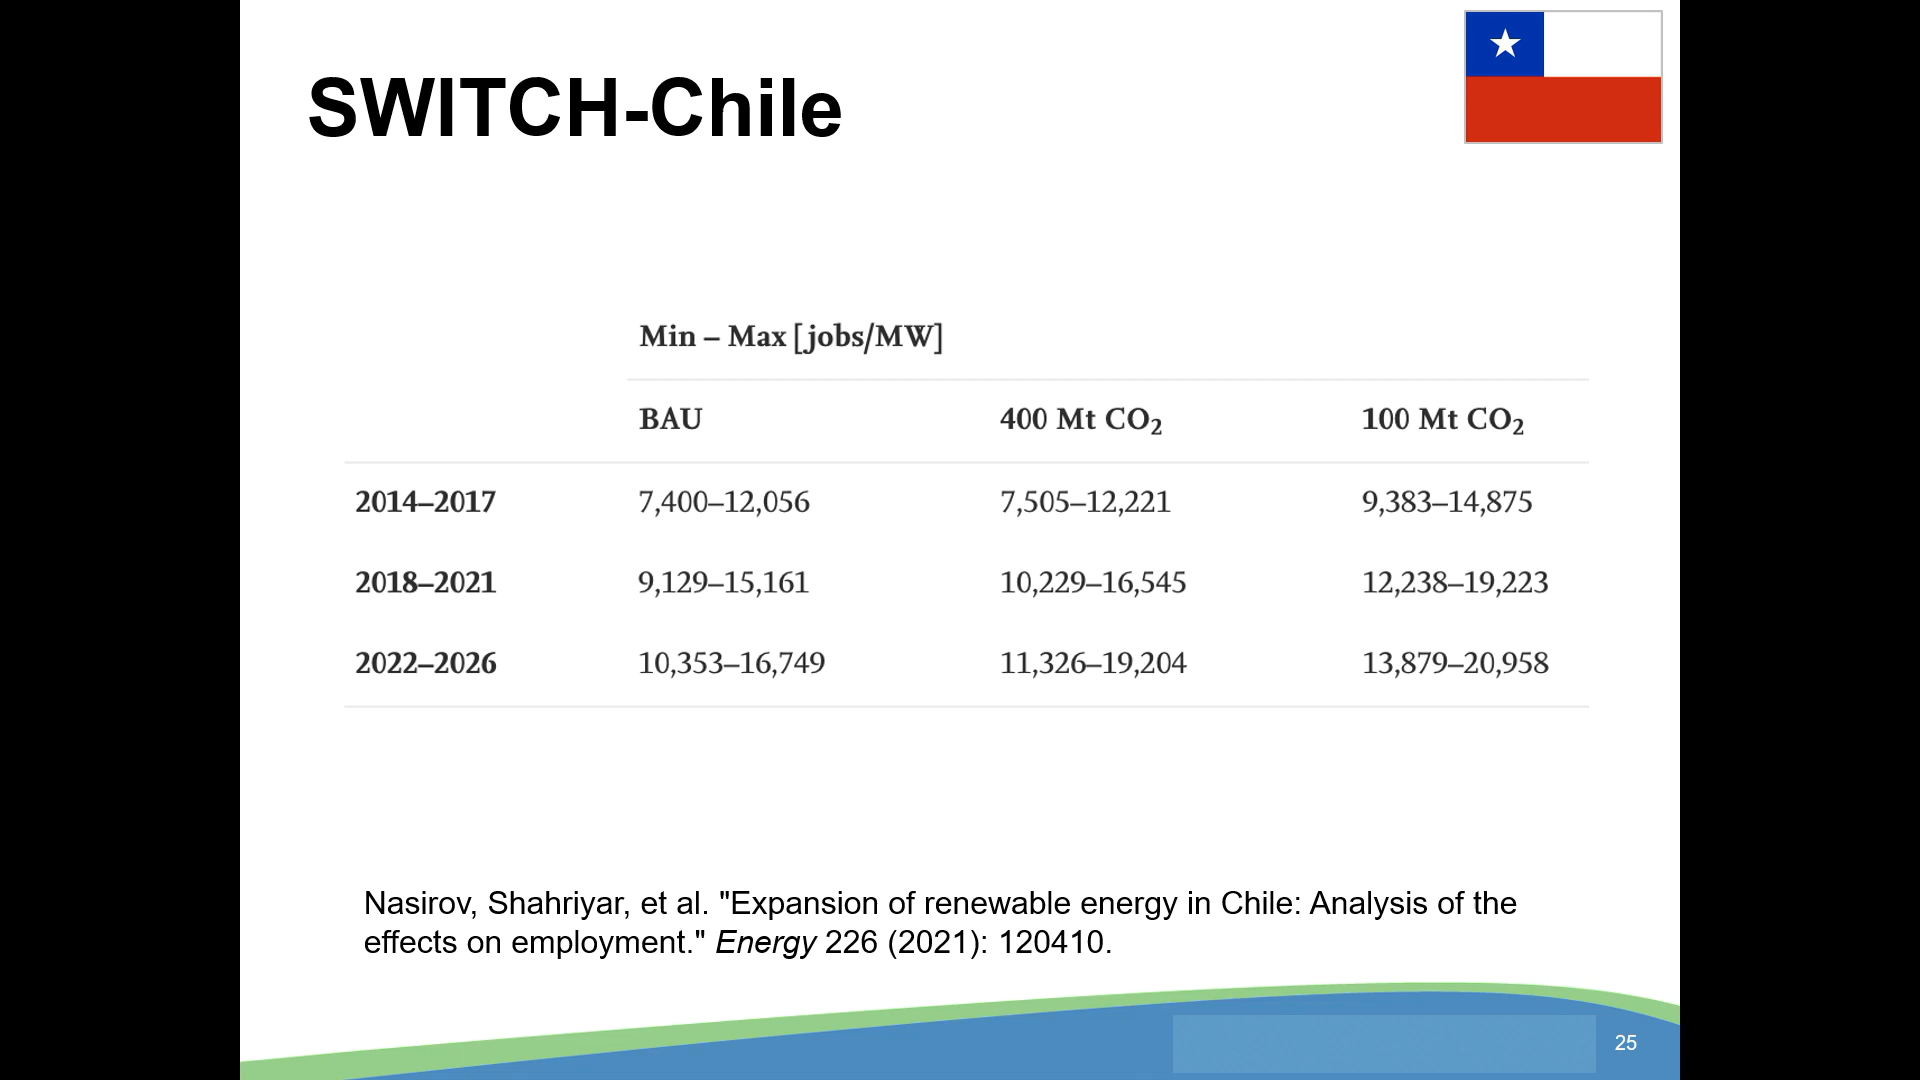 SWITCH-Chile
Min – Max [jobs/MW]
BAU 400 Mt CO₂ 100 Mt CO₂
2014–2017 7,400–12,056 7,505–12,221 9,383–14,875
2018–2021 9,129–15,161 10,229–16,545 12,238–19,223
2022–2026 10,353–16,749 11,326–19,204 13,879–20,958
Nasirov, Shahriyar, et al. "Expansion of renewable energy in Chile: Analysis of the
effects on employment." Energy 226 (2021): 120410.
25